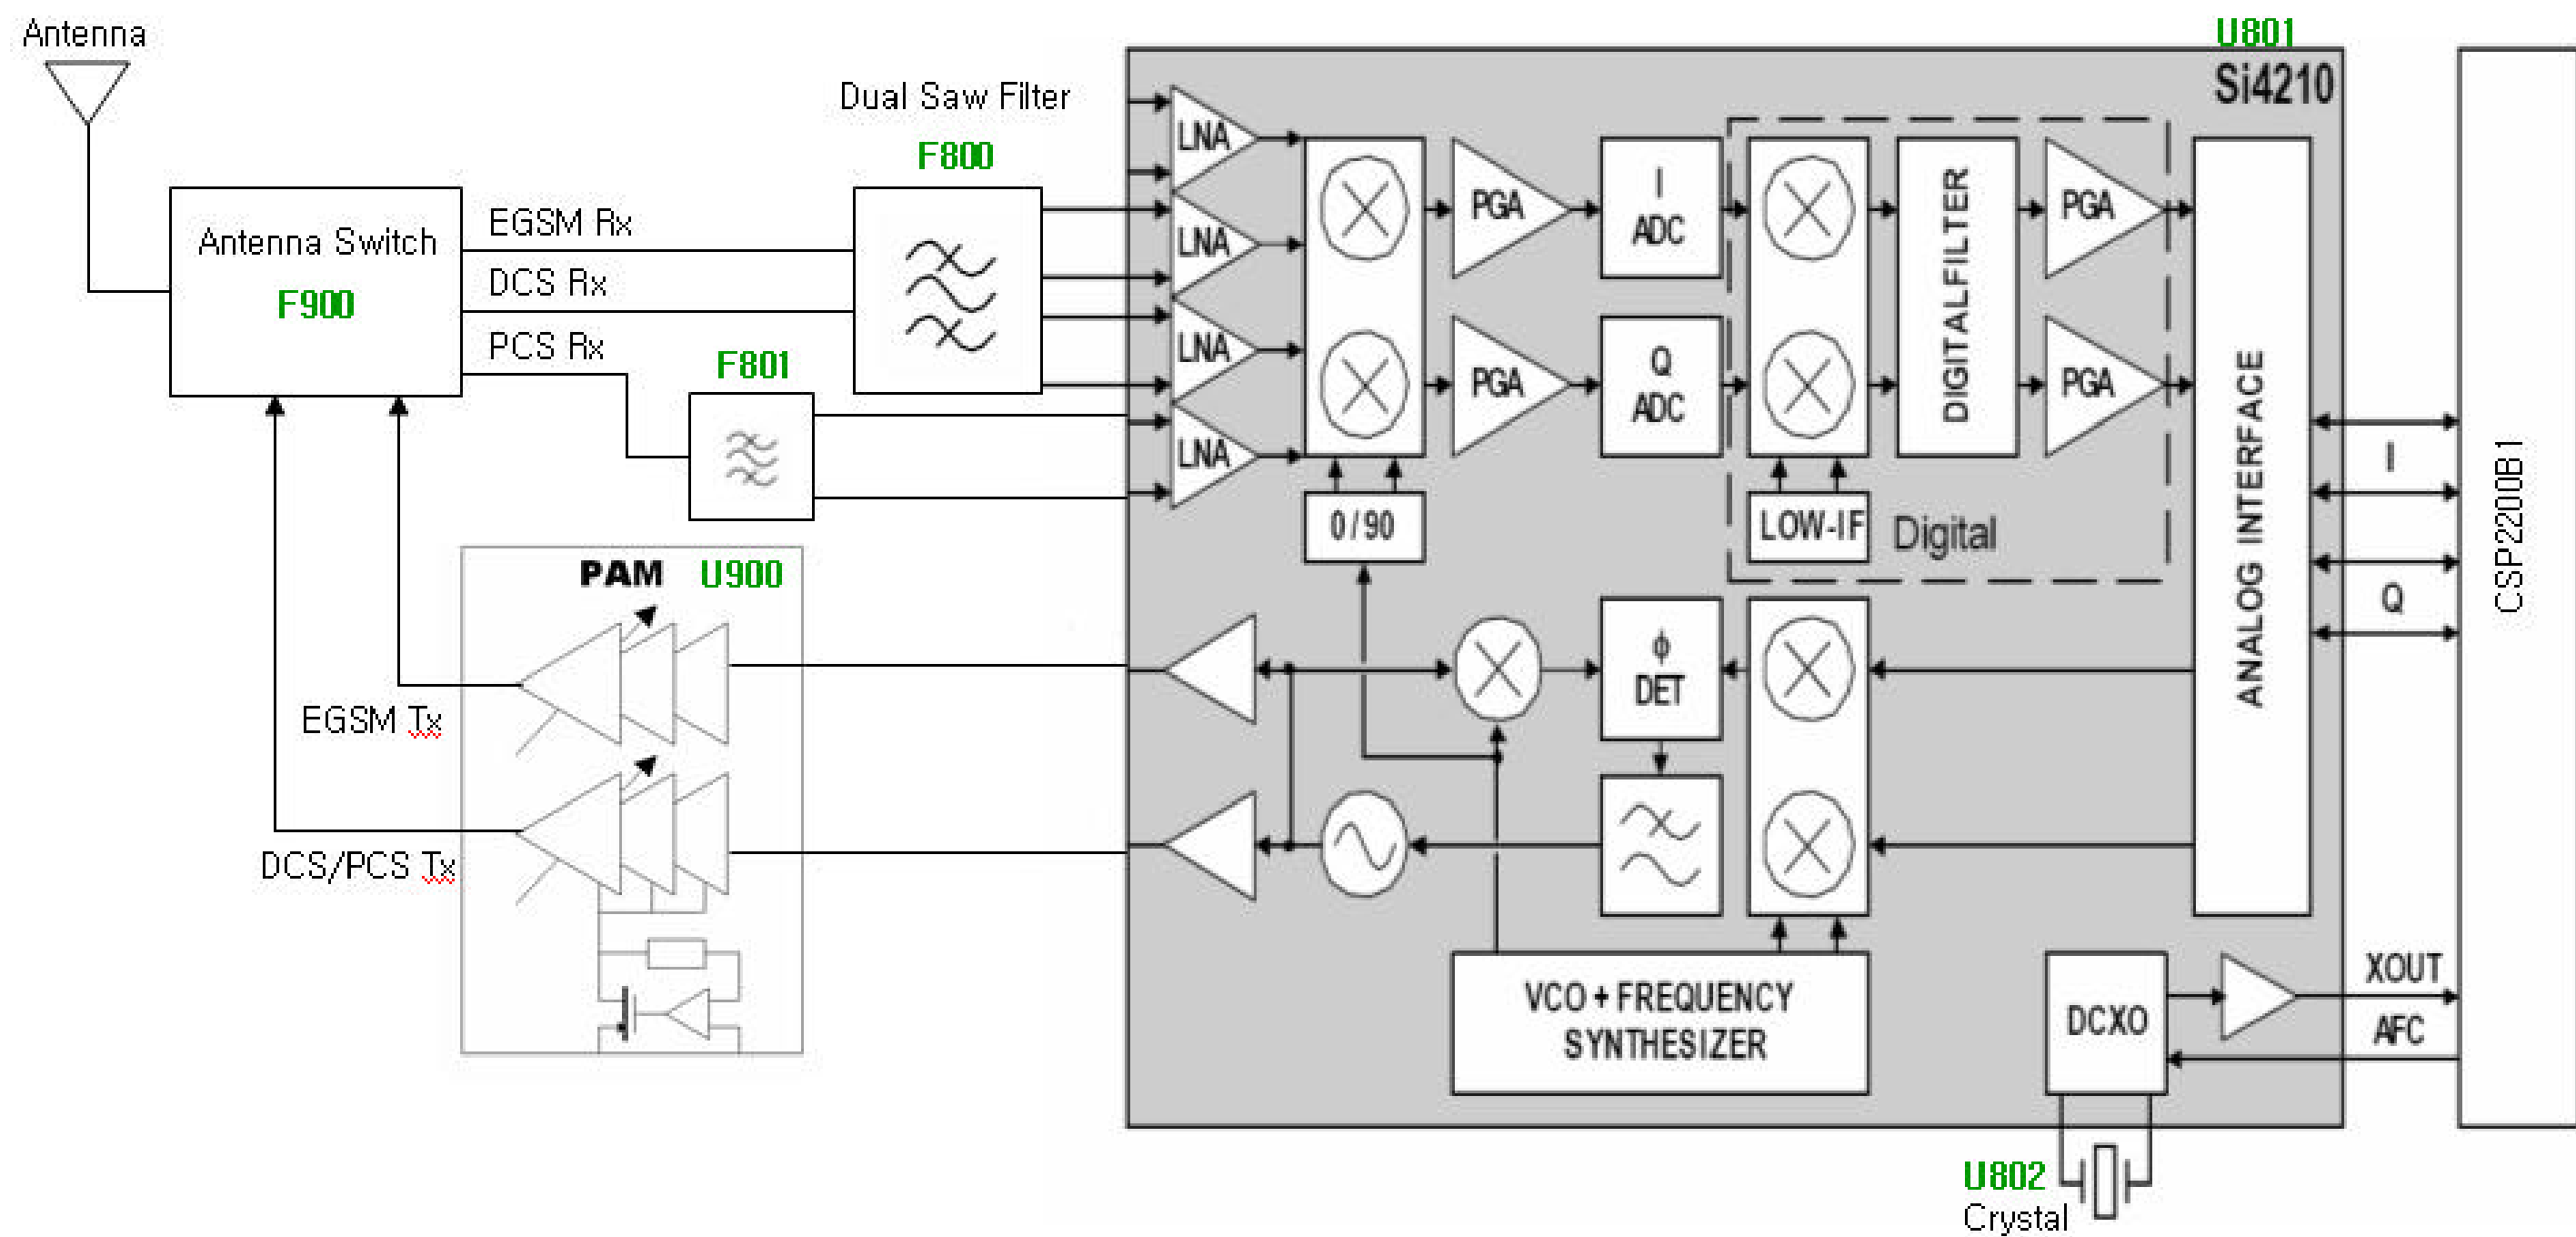 Antenna
U801
Si4210
Dual Saw Filter
F800
Antenna Switch
F900
EGSM Rx
DCS Rx
PCS Rx
F801
LNA
LNA
LNA
LNA
0/90
PGA
PGA
I
ADC
Q
ADC
LOW-IF
Digital
DIGITALFILTER
PGA
PGA
ANALOG INTERFACE
I
Q
CSP2200B1
PAM U900
EGSM Tx
DCS/PCS Tx
ϕ
DET
VCO + FREQUENCY
SYNTHESIZER
DCXO
XOUT
AFC
U802
Crystal